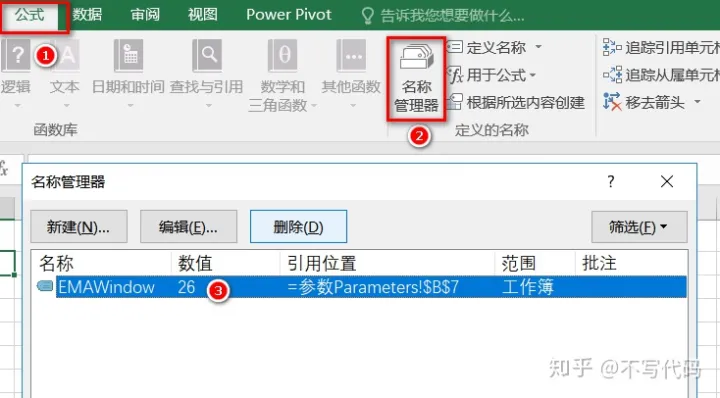 公式 数据 审阅 视图 Power Pivot 告诉我您想要做什么...
1
? A θ
逻辑 文本 日期和时间 查找与引用 数学和三角函数 其他函数 名称管理器 定义名称 用于公式 根据所选内容创建 追踪引用单元格 追踪从属单元格 移去箭头
2
函数库 定义的名称
fx
名称管理器 ? ×
新建(N)... 编辑(E)... 删除(D) 筛选(F)
名称 数值 引用位置 范围 批注
EMAWindow 26 3 =参数Parameters!$B$7 工作簿
知乎 @不写代码